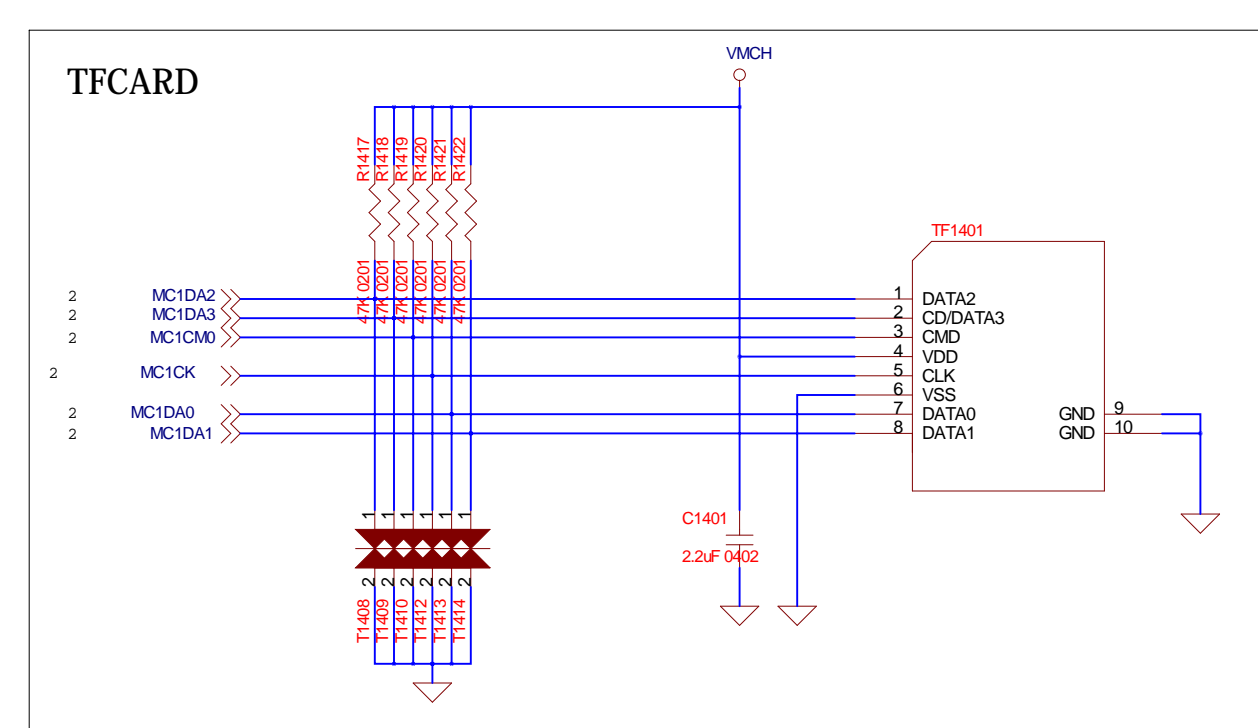 VMCH
TFCARD
R1417
R1418
R1419
R1420
R1421
R1422
47K 0201
47K 0201
47K 0201
47K 0201
47K 0201
47K 0201
TF1401
2 MC1DA2
2 MC1DA3
2 MC1CM0
2 MC1CK
2 MC1DA0
2 MC1DA1
1 DATA2
2 CD/DATA3
3 CMD
4 VDD
5 CLK
6 VSS
7 DATA0
8 DATA1
GND 9
GND 10
1 1 1 1 1 1
2 2 2 2 2 2
T1408
T1409
T1410
T1412
T1413
T1414
C1401
2.2uF 0402